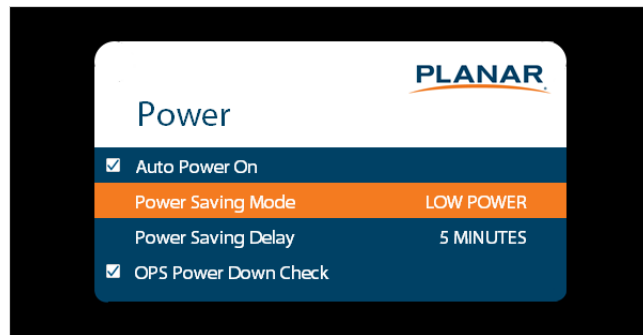 PLANAR
Power
Auto Power On
Power Saving Mode LOW POWER
Power Saving Delay 5 MINUTES
OPS Power Down Check